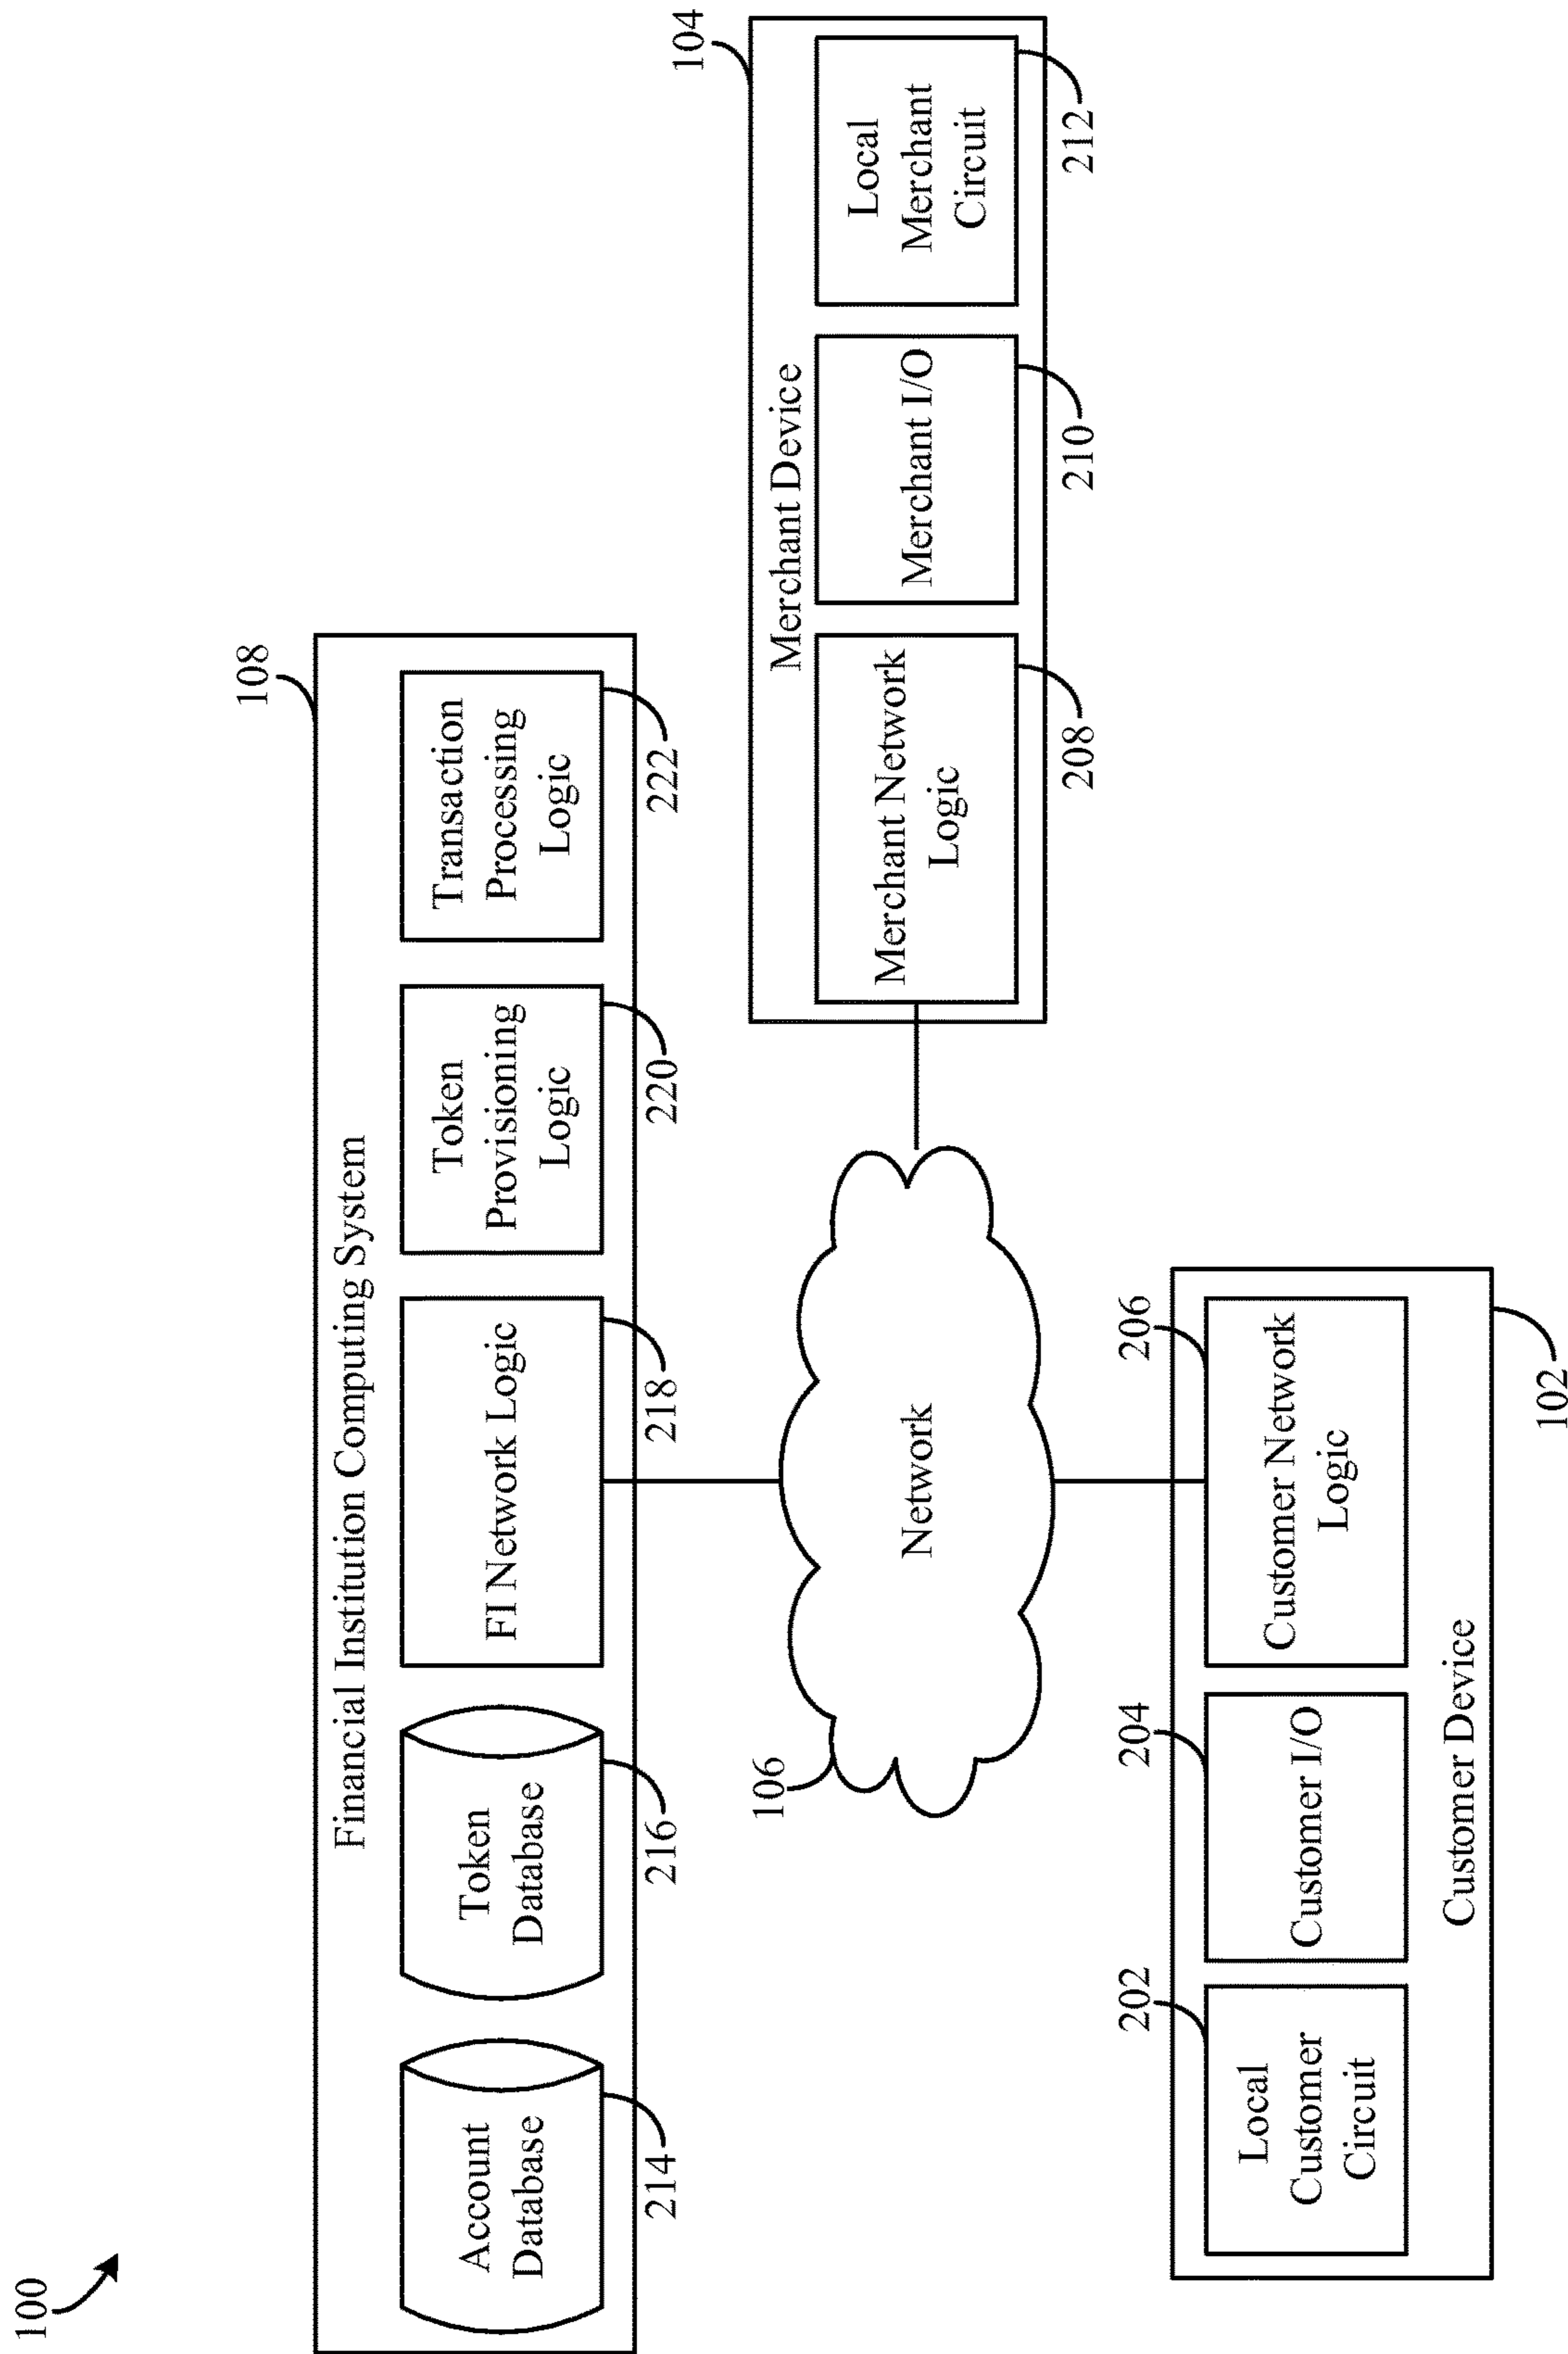 100
108
Financial Institution Computing System
Account
Database
214
Token
Database
216
FI Network Logic
218
Token
Provisioning
Logic
220
Transaction
Processing
Logic
222
106
Network
104
Merchant Device
Merchant Network
Logic
208
Merchant I/O
210
Local
Merchant
Circuit
212
202
Local
Customer
Circuit
204
Customer I/O
206
Customer Network
Logic
Customer Device
102